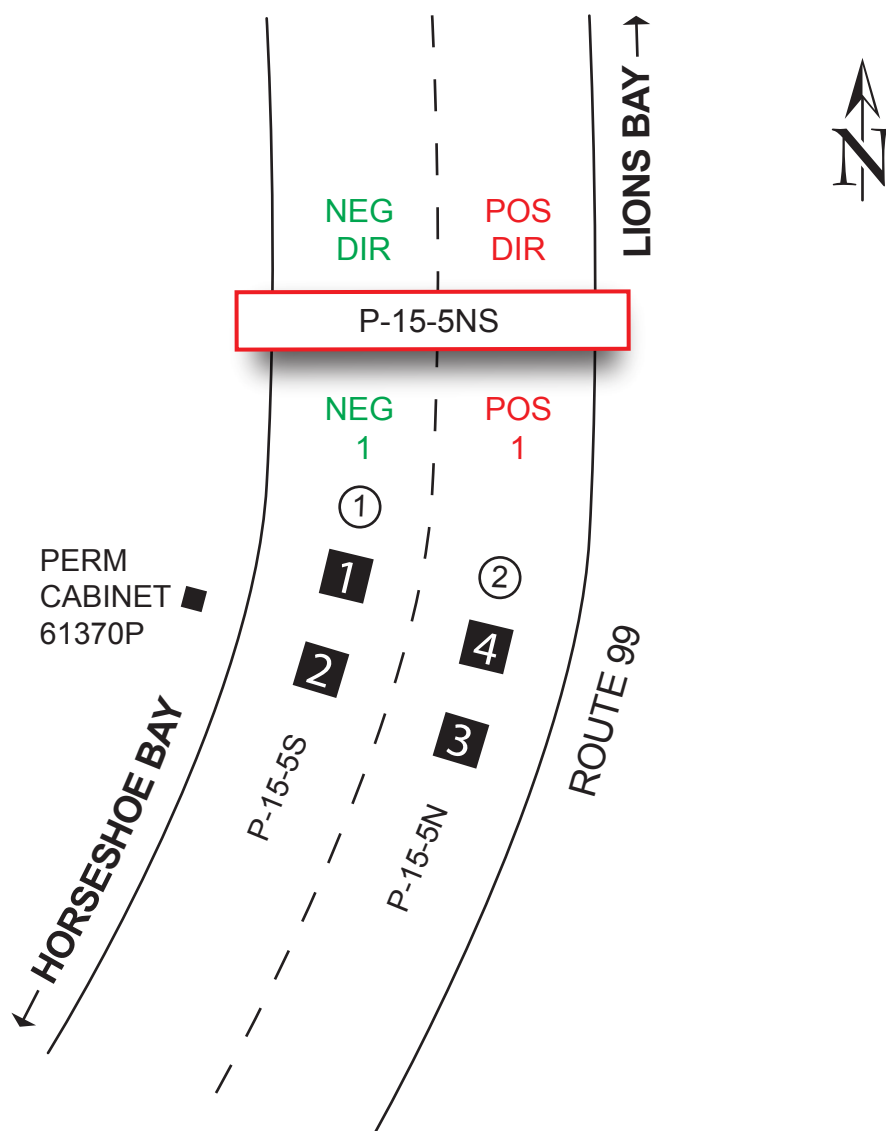 LIONS BAY
N
NEG
DIR
POS
DIR
P-15-5NS
NEG
1
POS
1
1
1
2
PERM
CABINET
61370P
2
4
3
ROUTE 99
P-15-5S
P-15-5N
HORSESHOE BAY